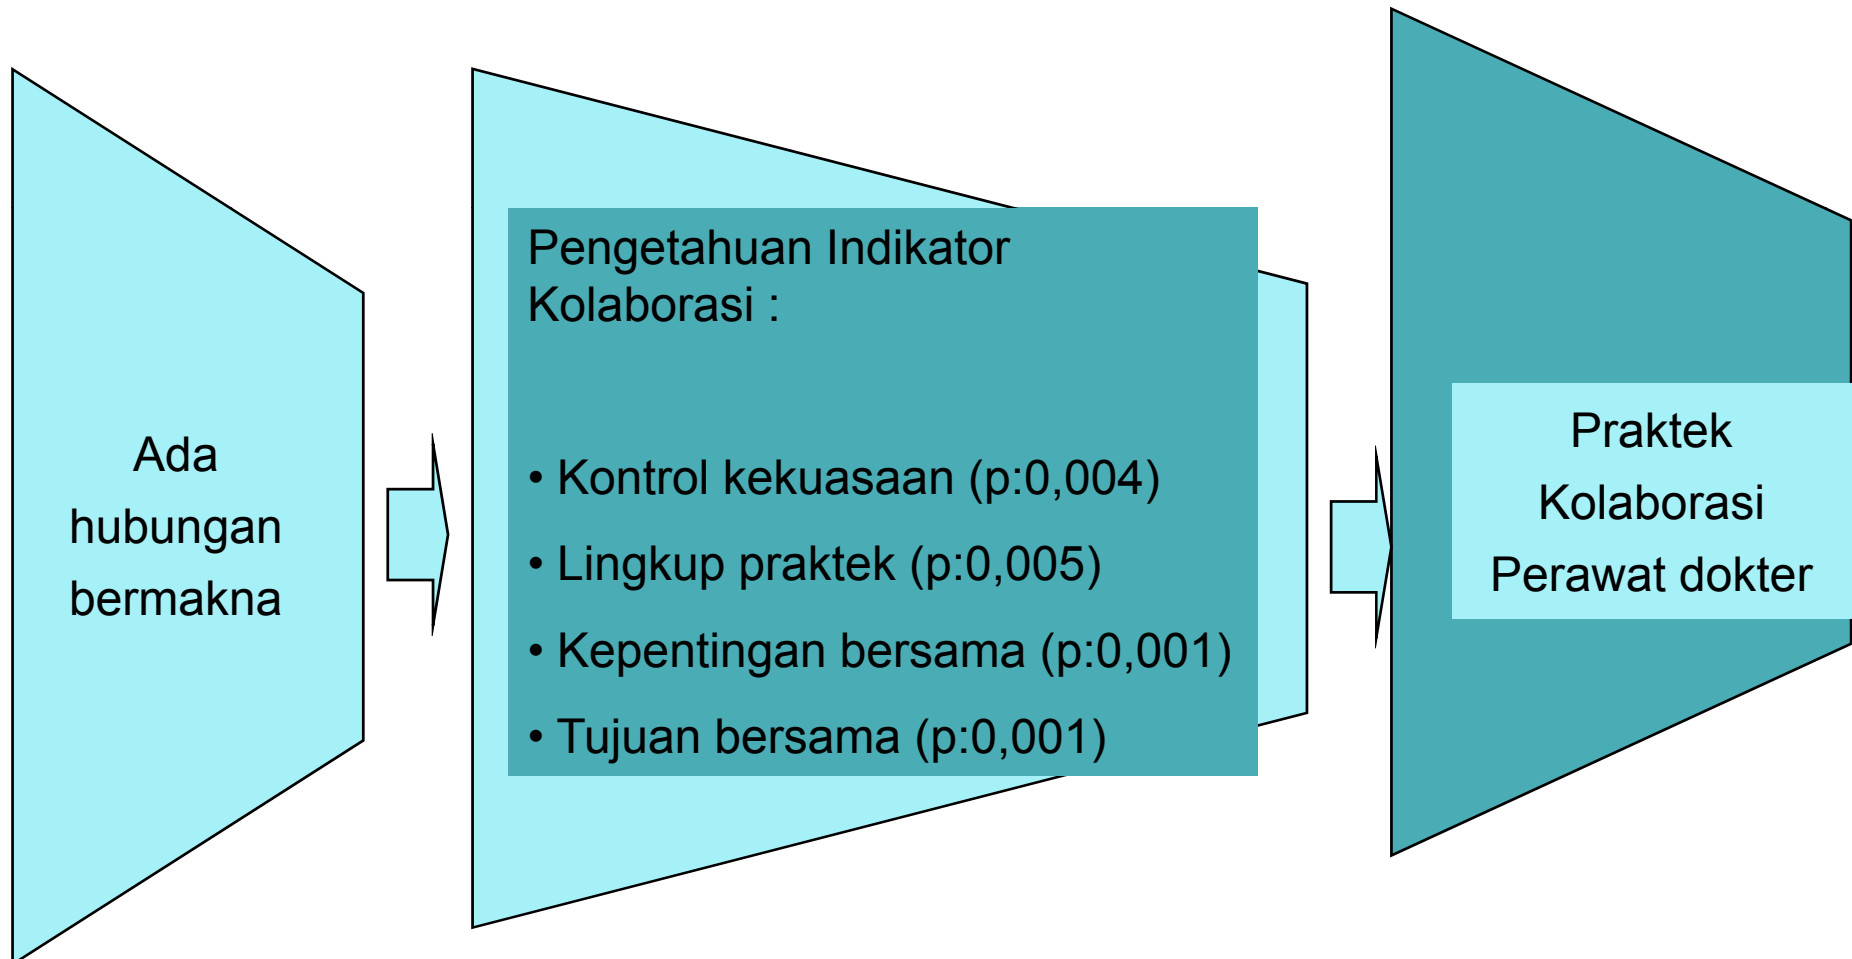 Ada
hubungan
bermakna
Pengetahuan Indikator
Kolaborasi :
• Kontrol kekuasaan (p:0,004)
• Lingkup praktek (p:0,005)
• Kepentingan bersama (p:0,001)
• Tujuan bersama (p:0,001)
Praktek
Kolaborasi
Perawat dokter